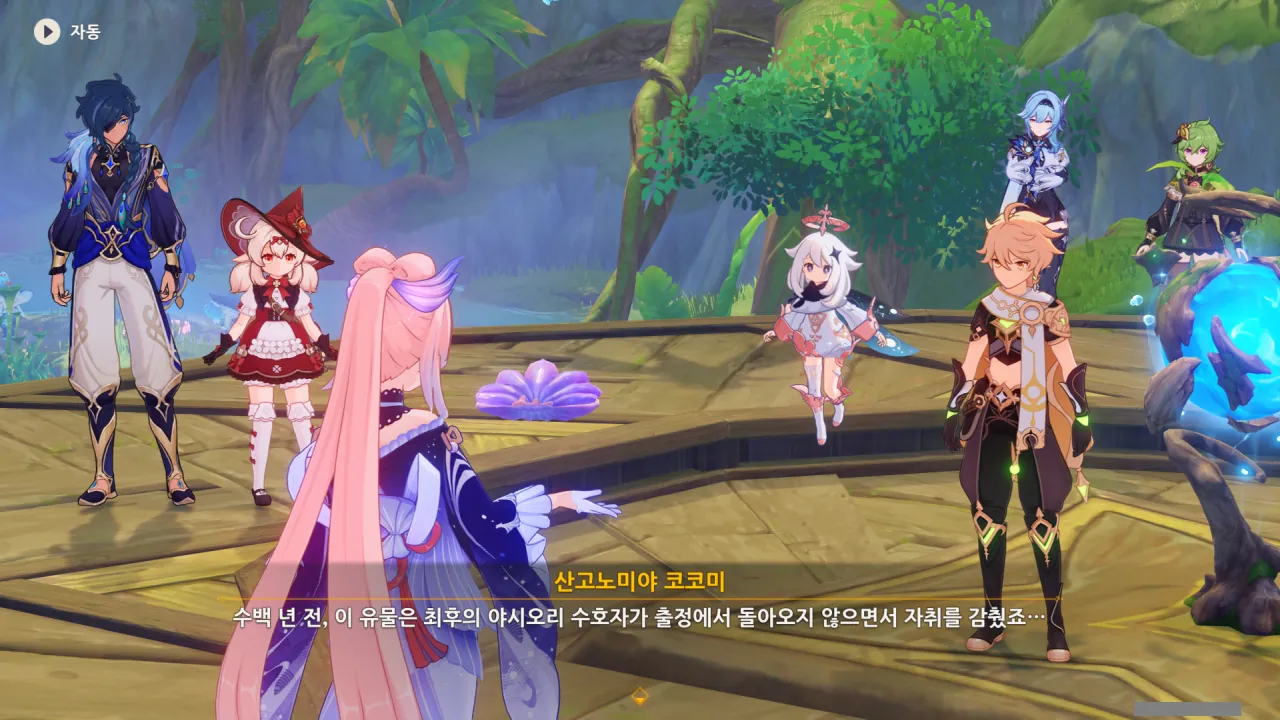 자동
산고노미야 코코미
수백 년 전, 이 유물은 최후의 야시오리 수호자가 출정에서 돌아오지 않으면서 자취를 감췄죠…